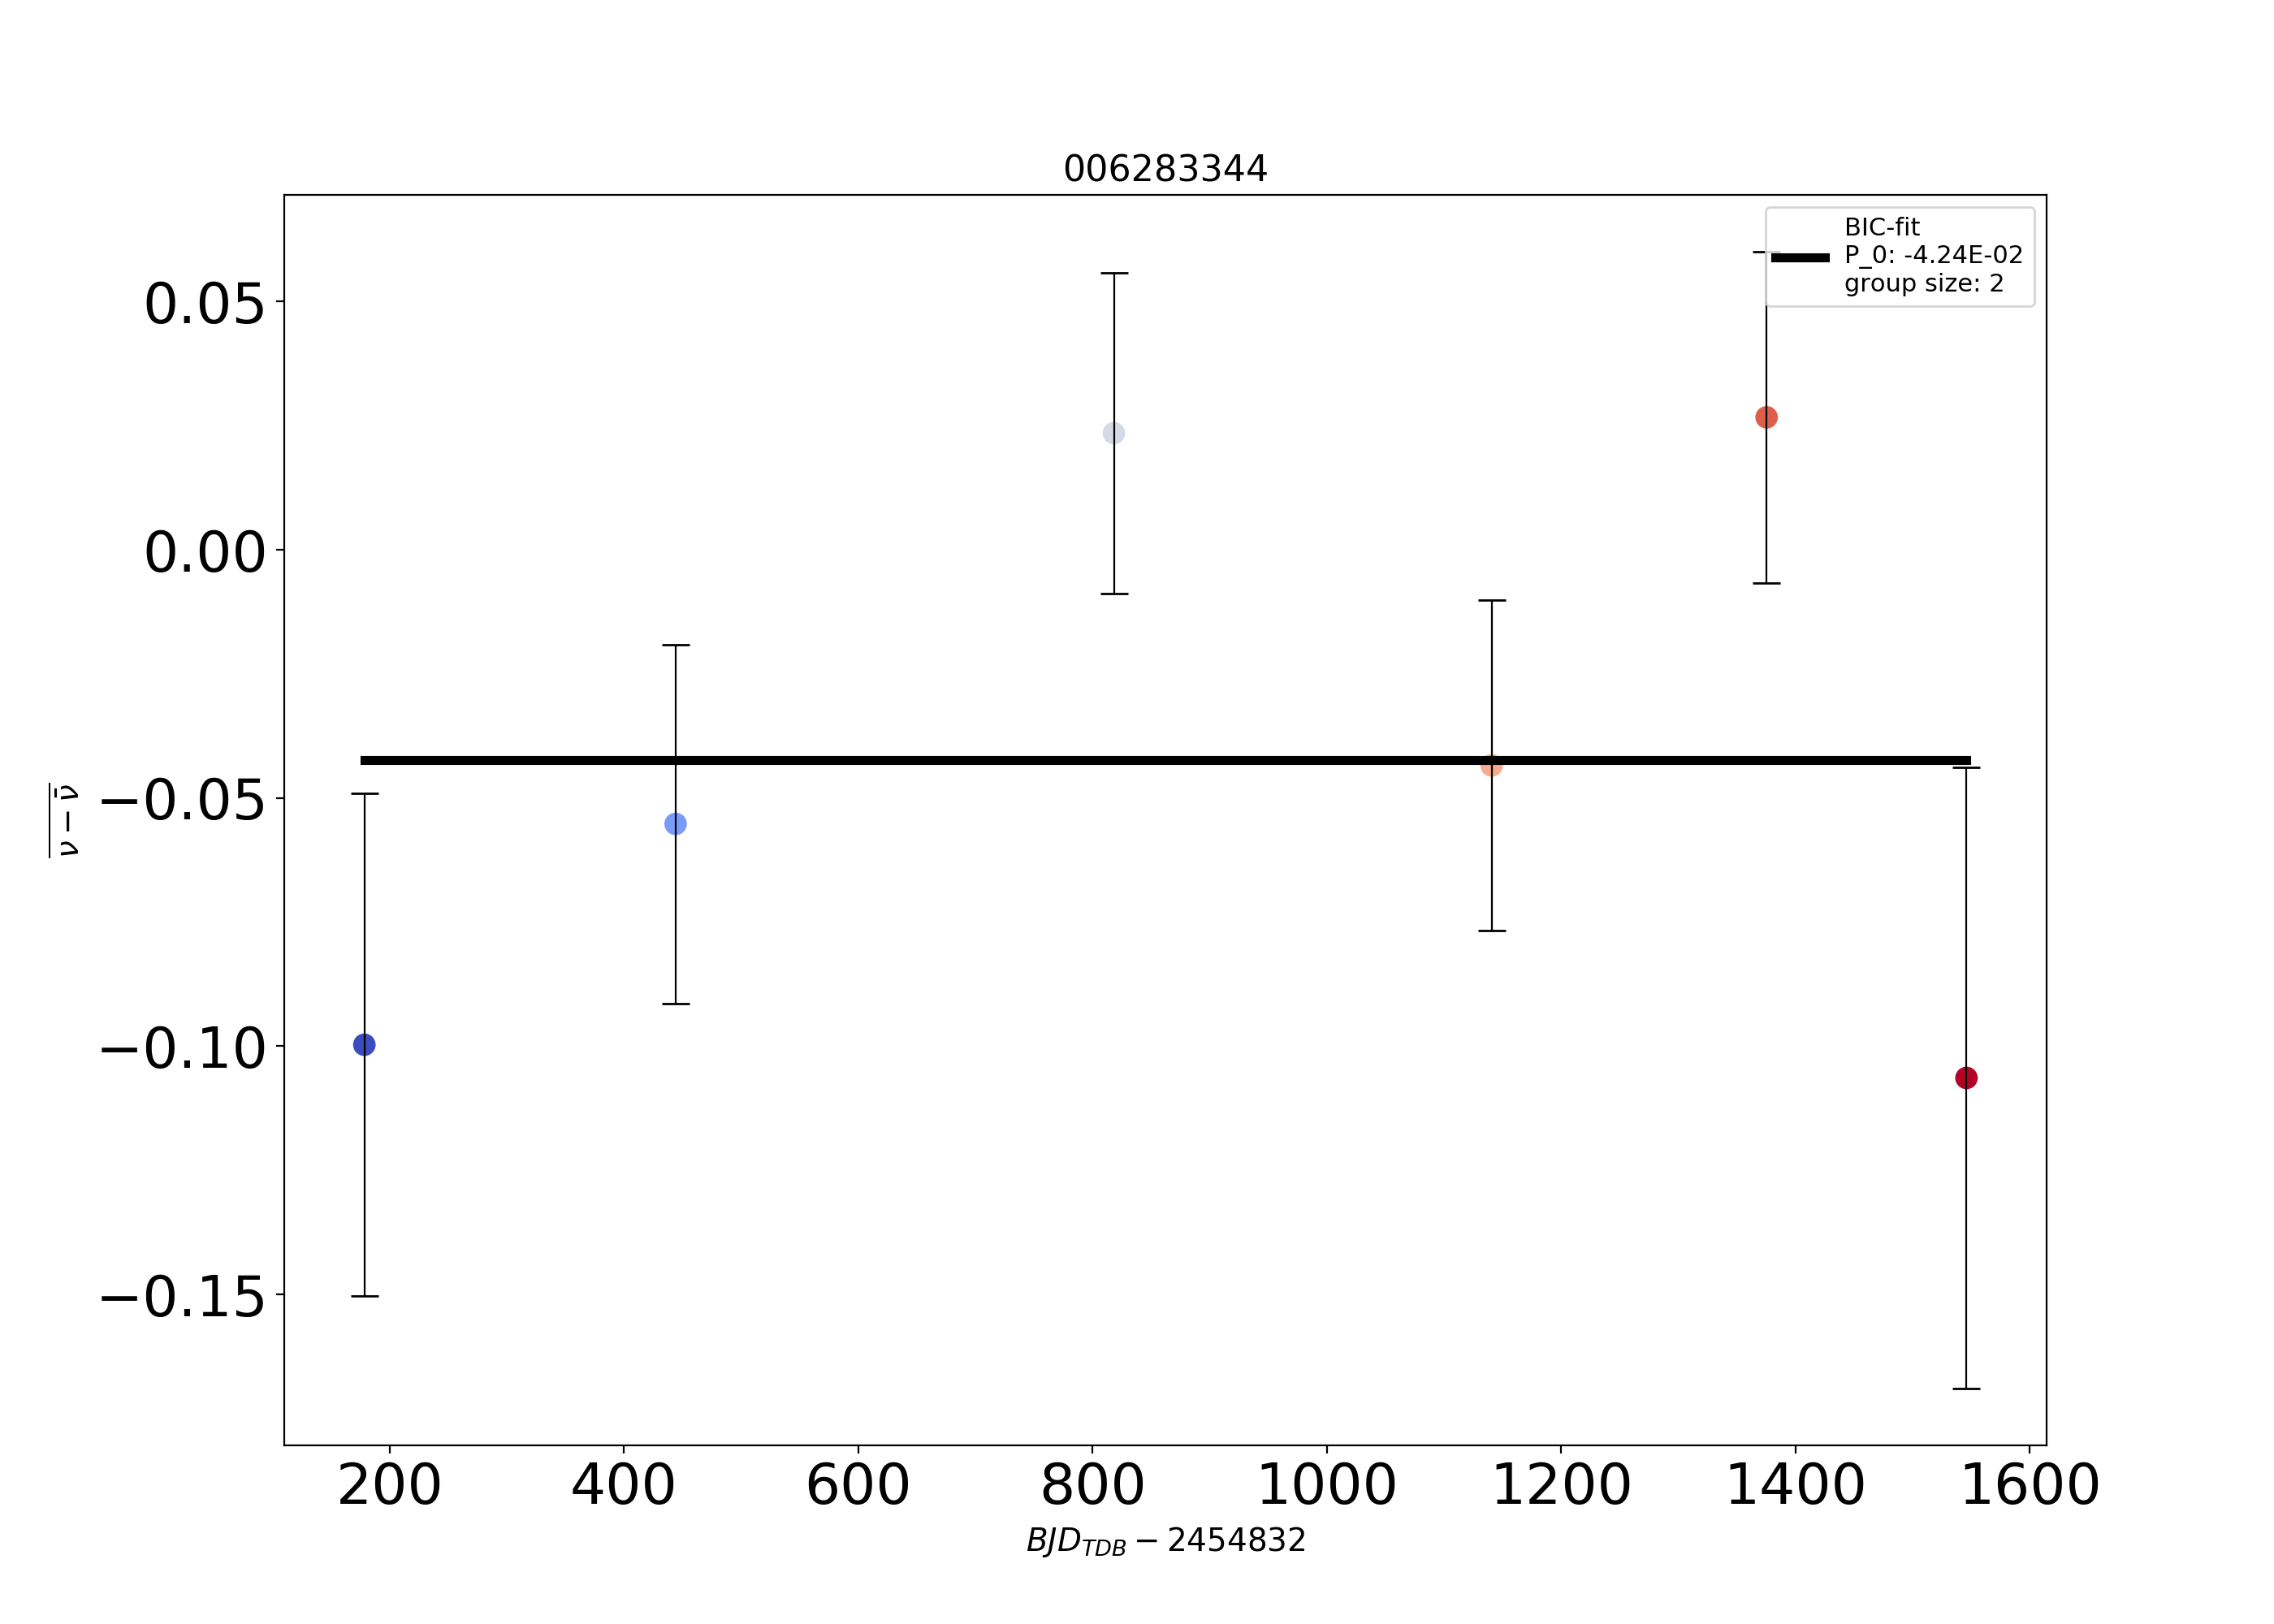 006283344
BIC-fit
P_0: -4.24E-02
group size: 2
0.05
0.00
−0.05
−0.10
−0.15
ν − ν̄
200 400 600 800 1000 1200 1400 1600
BJD_TDB − 2454832